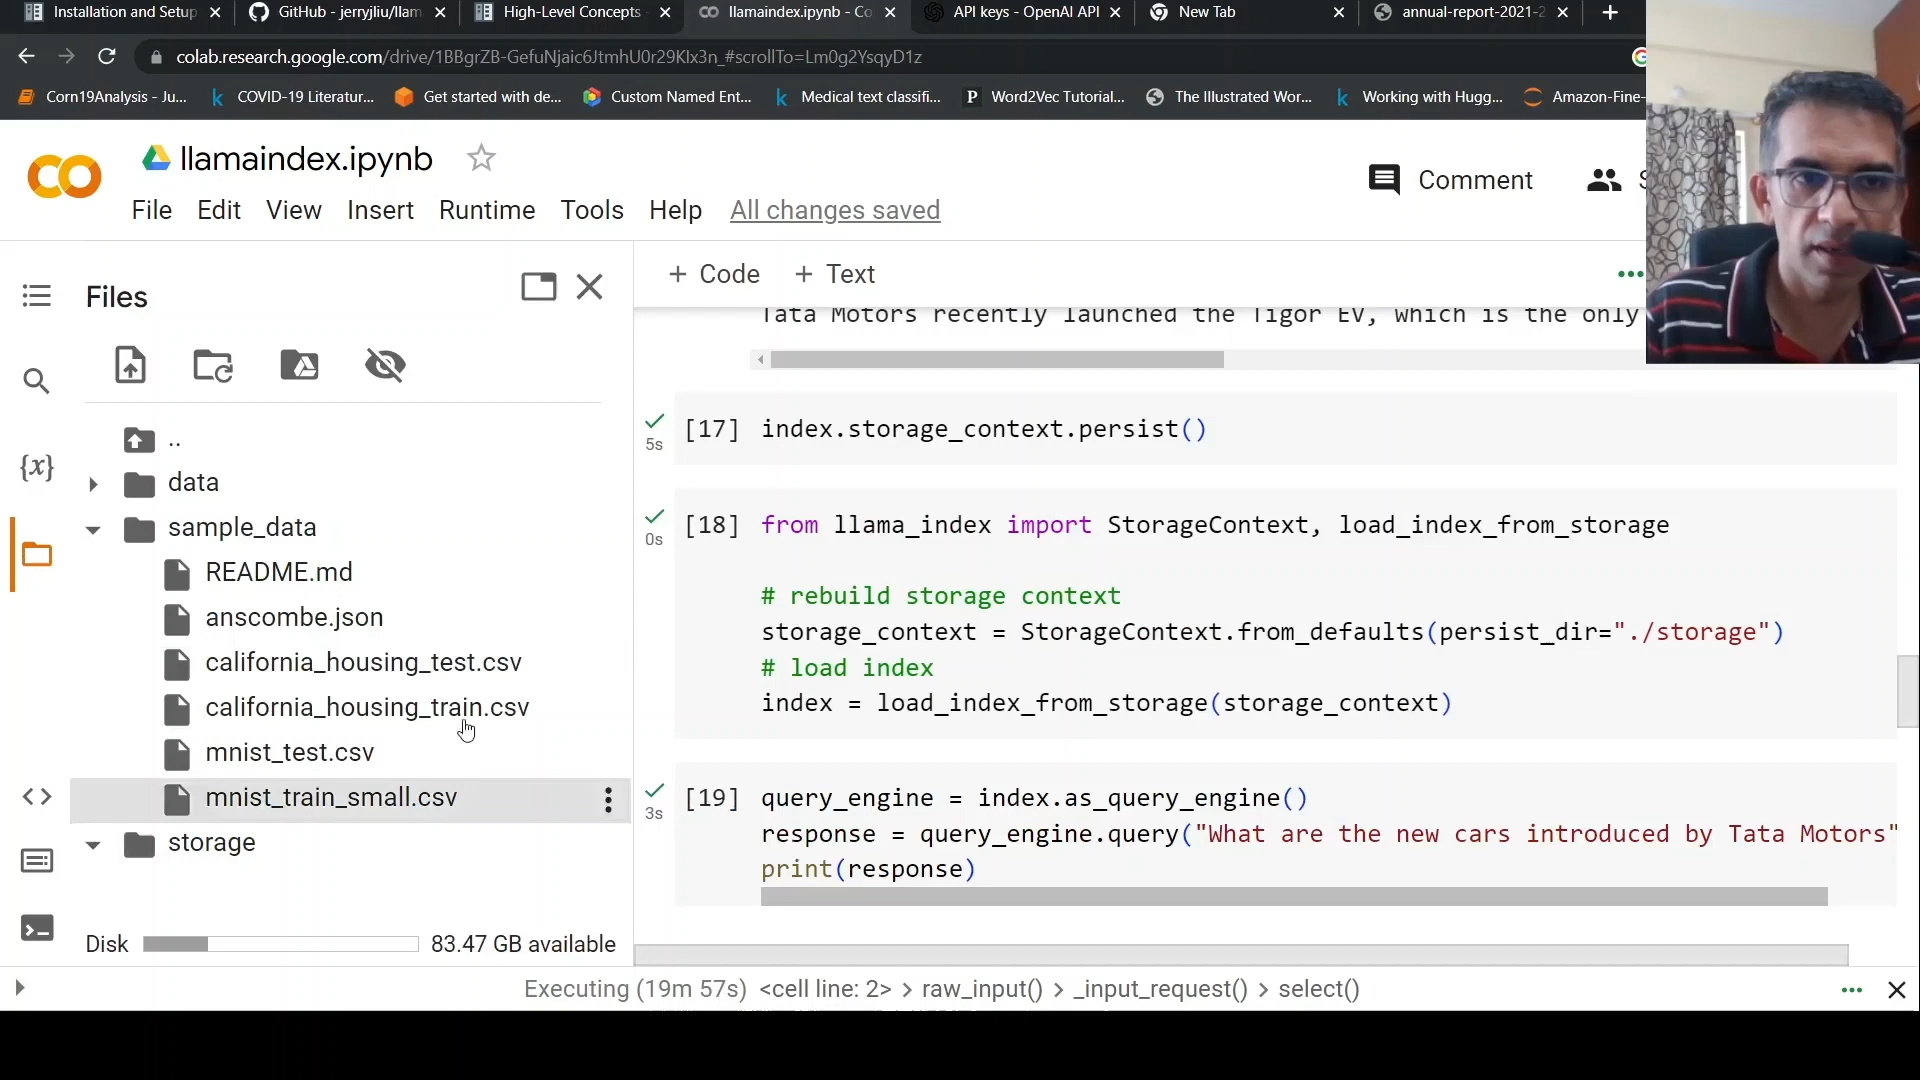 Installation and Setup
GitHub - jerryjliu/llam
High-Level Concepts
llamaindex.ipynb - Co
API keys - OpenAI API
New Tab
annual-report-2021-2
colab.research.google.com/drive/1BBgrZB-GefuNjaic6JtmhU0r29KIx3n_#scrollTo=Lm0g2YsqyD1z
Corn19Analysis - Ju...
COVID-19 Literatur...
Get started with de...
Custom Named Ent...
Medical text classifi...
Word2Vec Tutorial...
The Illustrated Wor...
Working with Hugg...
Amazon-Fine-
llamaindex.ipynb
Comment
S
File Edit View Insert Runtime Tools Help All changes saved
Files
+ Code + Text
..
data
sample_data
README.md
anscombe.json
california_housing_test.csv
california_housing_train.csv
mnist_test.csv
mnist_train_small.csv
storage
Disk 83.47 GB available
Tata Motors recently launched the Tigor EV, which is the only
[17] index.storage_context.persist()
5s
[18] from llama_index import StorageContext, load_index_from_storage
0s
# rebuild storage context
storage_context = StorageContext.from_defaults(persist_dir="./storage")
# load index
index = load_index_from_storage(storage_context)
[19] query_engine = index.as_query_engine()
3s
response = query_engine.query("What are the new cars introduced by Tata Motors"
print(response)
Executing (19m 57s) <cell line: 2> > raw_input() > _input_request() > select()